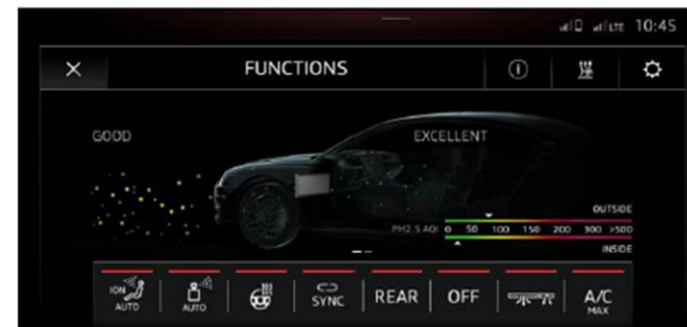 LTE 10:45
FUNCTIONS
GOOD EXCELLENT
OUTSIDE
PM2.5 AQI 0 50 100 150 200 300 >500
INSIDE
ION AUTO
AUTO
SYNC
REAR
OFF
A/C MAX